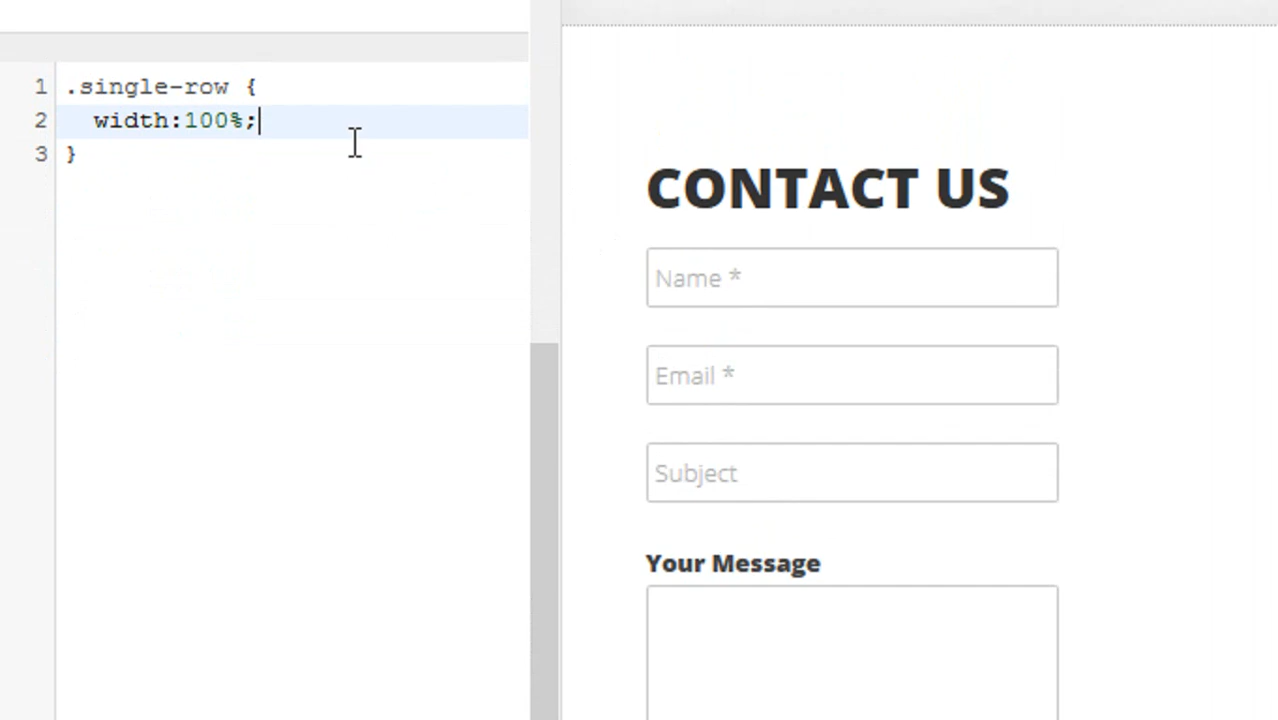 1 .single-row {
2 width:100%;
3 }
CONTACT US
Name *
Email *
Subject
Your Message